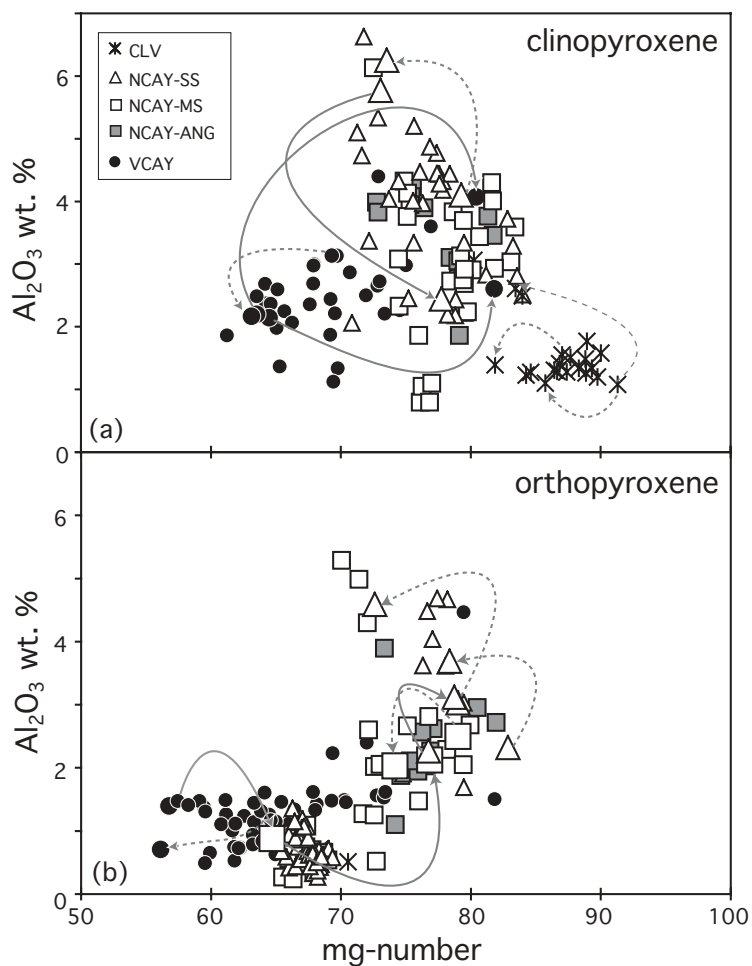 clinopyroxene
CLV
NCAY-SS
NCAY-MS
NCAY-ANG
VCAY
6
4
2
0
Al₂O₃ wt. %
(a)
orthopyroxene
6
4
2
0
Al₂O₃ wt. %
(b)
50 60 70 80 90 100
mg-number